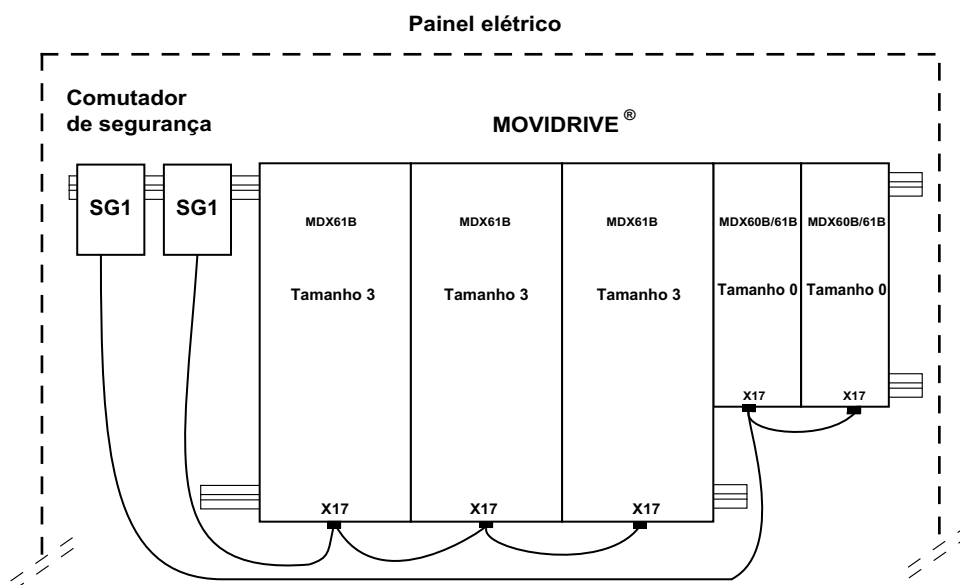 Painel elétrico
Comutador
de segurança
MOVIDRIVE ®
SG1 SG1
MDX61B MDX61B MDX61B MDX60B/61B MDX60B/61B
Tamanho 3 Tamanho 3 Tamanho 3 Tamanho 0 Tamanho 0
X17 X17
X17 X17 X17